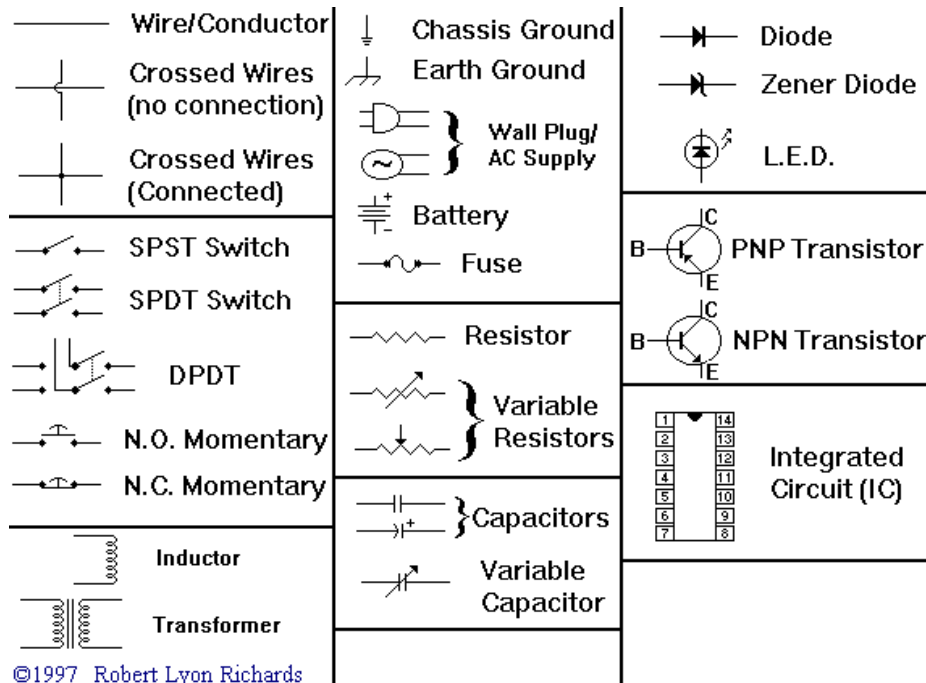 Wire/Conductor
Crossed Wires
(no connection)
Crossed Wires
(Connected)
SPST Switch
SPDT Switch
DPDT
N.O. Momentary
N.C. Momentary
Inductor
Transformer
©1997 Robert Lyon Richards
Chassis Ground
Earth Ground
Wall Plug/
AC Supply
+
-
Battery
Fuse
Resistor
Variable
Resistors
+
Capacitors
Variable
Capacitor
Diode
Zener Diode
L.E.D.
C
B
PNP Transistor
E
C
B
NPN Transistor
E
1 14
2 13
3 12
4 11
5 10
6 9
7 8
Integrated
Circuit (IC)